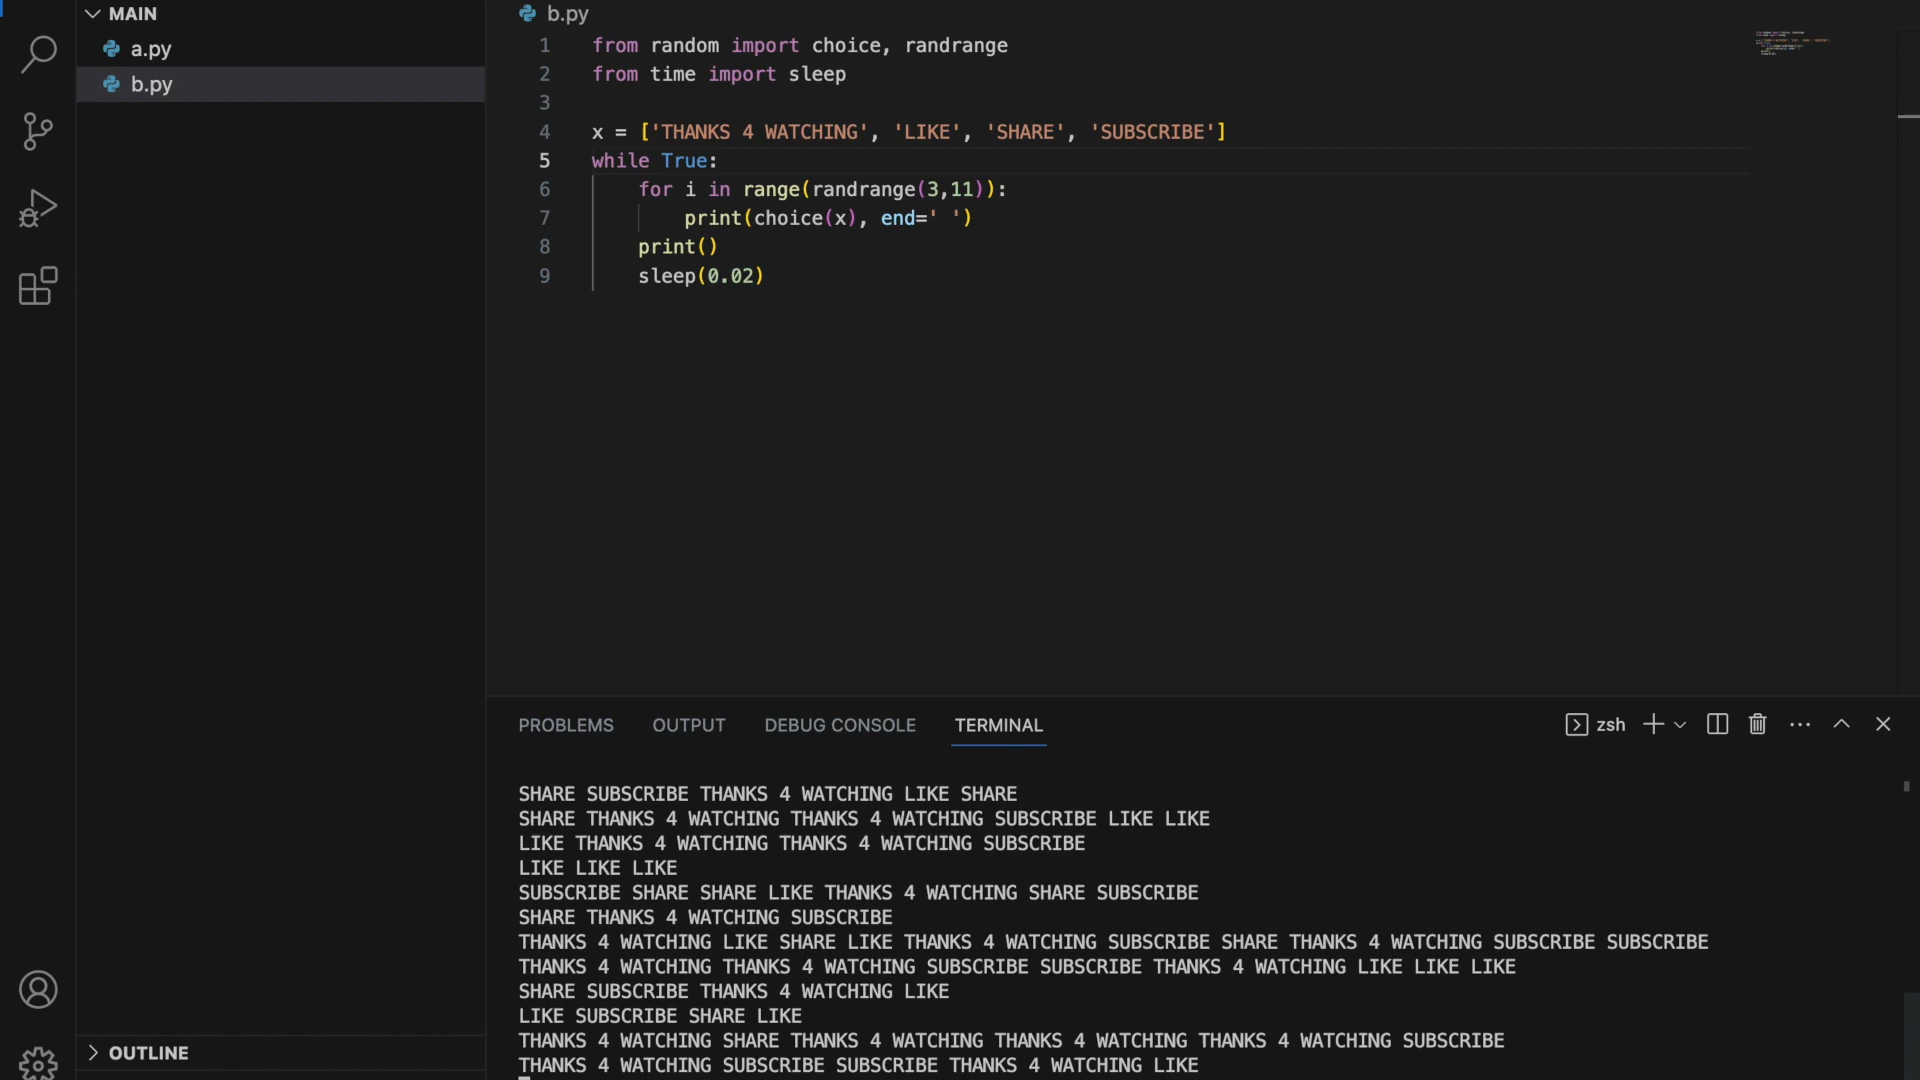 MAIN
a.py
b.py
OUTLINE
b.py
1 from random import choice, randrange
2 from time import sleep
3
4 x = ['THANKS 4 WATCHING', 'LIKE', 'SHARE', 'SUBSCRIBE']
5 while True:
6     for i in range(randrange(3,11)):
7         print(choice(x), end=' ')
8     print()
9     sleep(0.02)
PROBLEMS OUTPUT DEBUG CONSOLE TERMINAL zsh
SHARE SUBSCRIBE THANKS 4 WATCHING LIKE SHARE
SHARE THANKS 4 WATCHING THANKS 4 WATCHING SUBSCRIBE LIKE LIKE
LIKE THANKS 4 WATCHING THANKS 4 WATCHING SUBSCRIBE
LIKE LIKE LIKE
SUBSCRIBE SHARE SHARE LIKE THANKS 4 WATCHING SHARE SUBSCRIBE
SHARE THANKS 4 WATCHING SUBSCRIBE
THANKS 4 WATCHING LIKE SHARE LIKE THANKS 4 WATCHING SUBSCRIBE SHARE THANKS 4 WATCHING SUBSCRIBE SUBSCRIBE
THANKS 4 WATCHING THANKS 4 WATCHING SUBSCRIBE SUBSCRIBE THANKS 4 WATCHING LIKE LIKE LIKE
SHARE SUBSCRIBE THANKS 4 WATCHING LIKE
LIKE SUBSCRIBE SHARE LIKE
THANKS 4 WATCHING SHARE THANKS 4 WATCHING THANKS 4 WATCHING THANKS 4 WATCHING SUBSCRIBE
THANKS 4 WATCHING SUBSCRIBE SUBSCRIBE THANKS 4 WATCHING LIKE